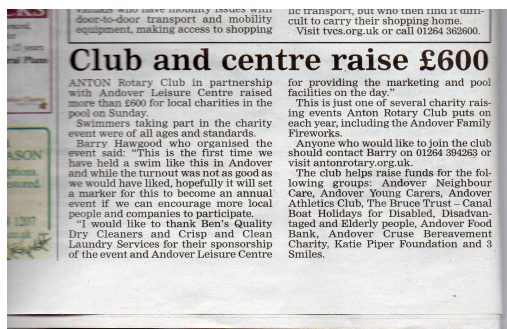 door-to-door transport and mobility
equipment, making access to shopping
lic transport, but who then find it diffi-
cult to carry their shopping home.
Visit tvcs.org.uk or call 01264 362600.
Club and centre raise £600
ANTON Rotary Club in partnership
with Andover Leisure Centre raised
more than £600 for local charities in the
pool on Sunday.
Swimmers taking part in the charity
event were of all ages and standards.
Barry Hawgood who organised the
event said: "This is the first time we
have held a swim like this in Andover
and while the turnout was not as good as
we would have liked, hopefully it will set
a marker for this to become an annual
event if we can encourage more local
people and companies to participate.
"I would like to thank Ben's Quality
Dry Cleaners and Crisp and Clean
Laundry Services for their sponsorship
of the event and Andover Leisure Centre
for providing the marketing and pool
facilities on the day."
This is just one of several charity rais-
ing events Anton Rotary Club puts on
each year, including the Andover Family
Fireworks.
Anyone who would like to join the club
should contact Barry on 01264 394263 or
visit antonrotary.org.uk.
The club helps raise funds for the fol-
lowing groups: Andover Neighbour
Care, Andover Young Carers, Andover
Athletics Club, The Bruce Trust – Canal
Boat Holidays for Disabled, Disadvan-
taged and Elderly people, Andover Food
Bank, Andover Cruse Bereavement
Charity, Katie Piper Foundation and 3
Smiles.
25 years
ASON
1207